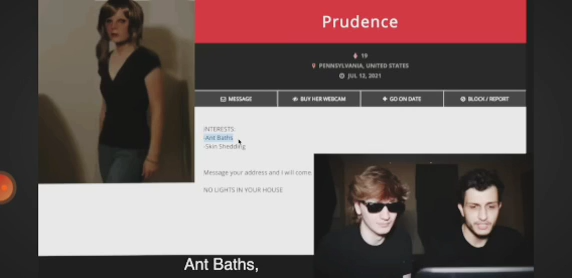 Prudence
19
PENNSYLVANIA, UNITED STATES
JUL 12, 2021
MESSAGE
BUY HER WEBCAM
GO ON DATE
BLOCK / REPORT
INTERESTS:
-Ant Baths
-Skin Shedding
Message your address and I will come
NO LIGHTS IN YOUR HOUSE
Ant Baths,